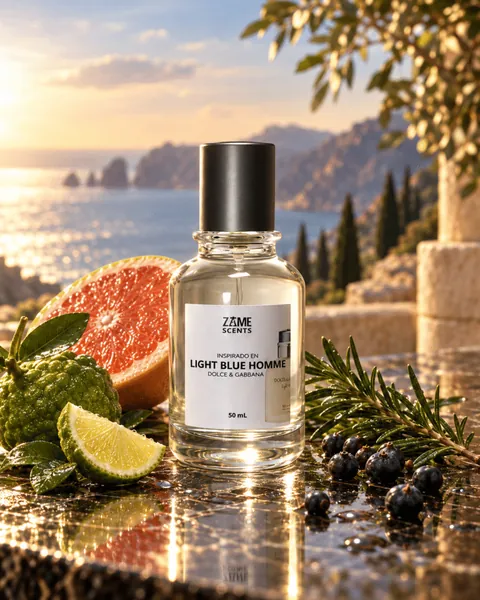 ZAME
SCENTS
INSPIRADO EN
LIGHT BLUE HOMME
DOLCE & GABBANA
50 mL